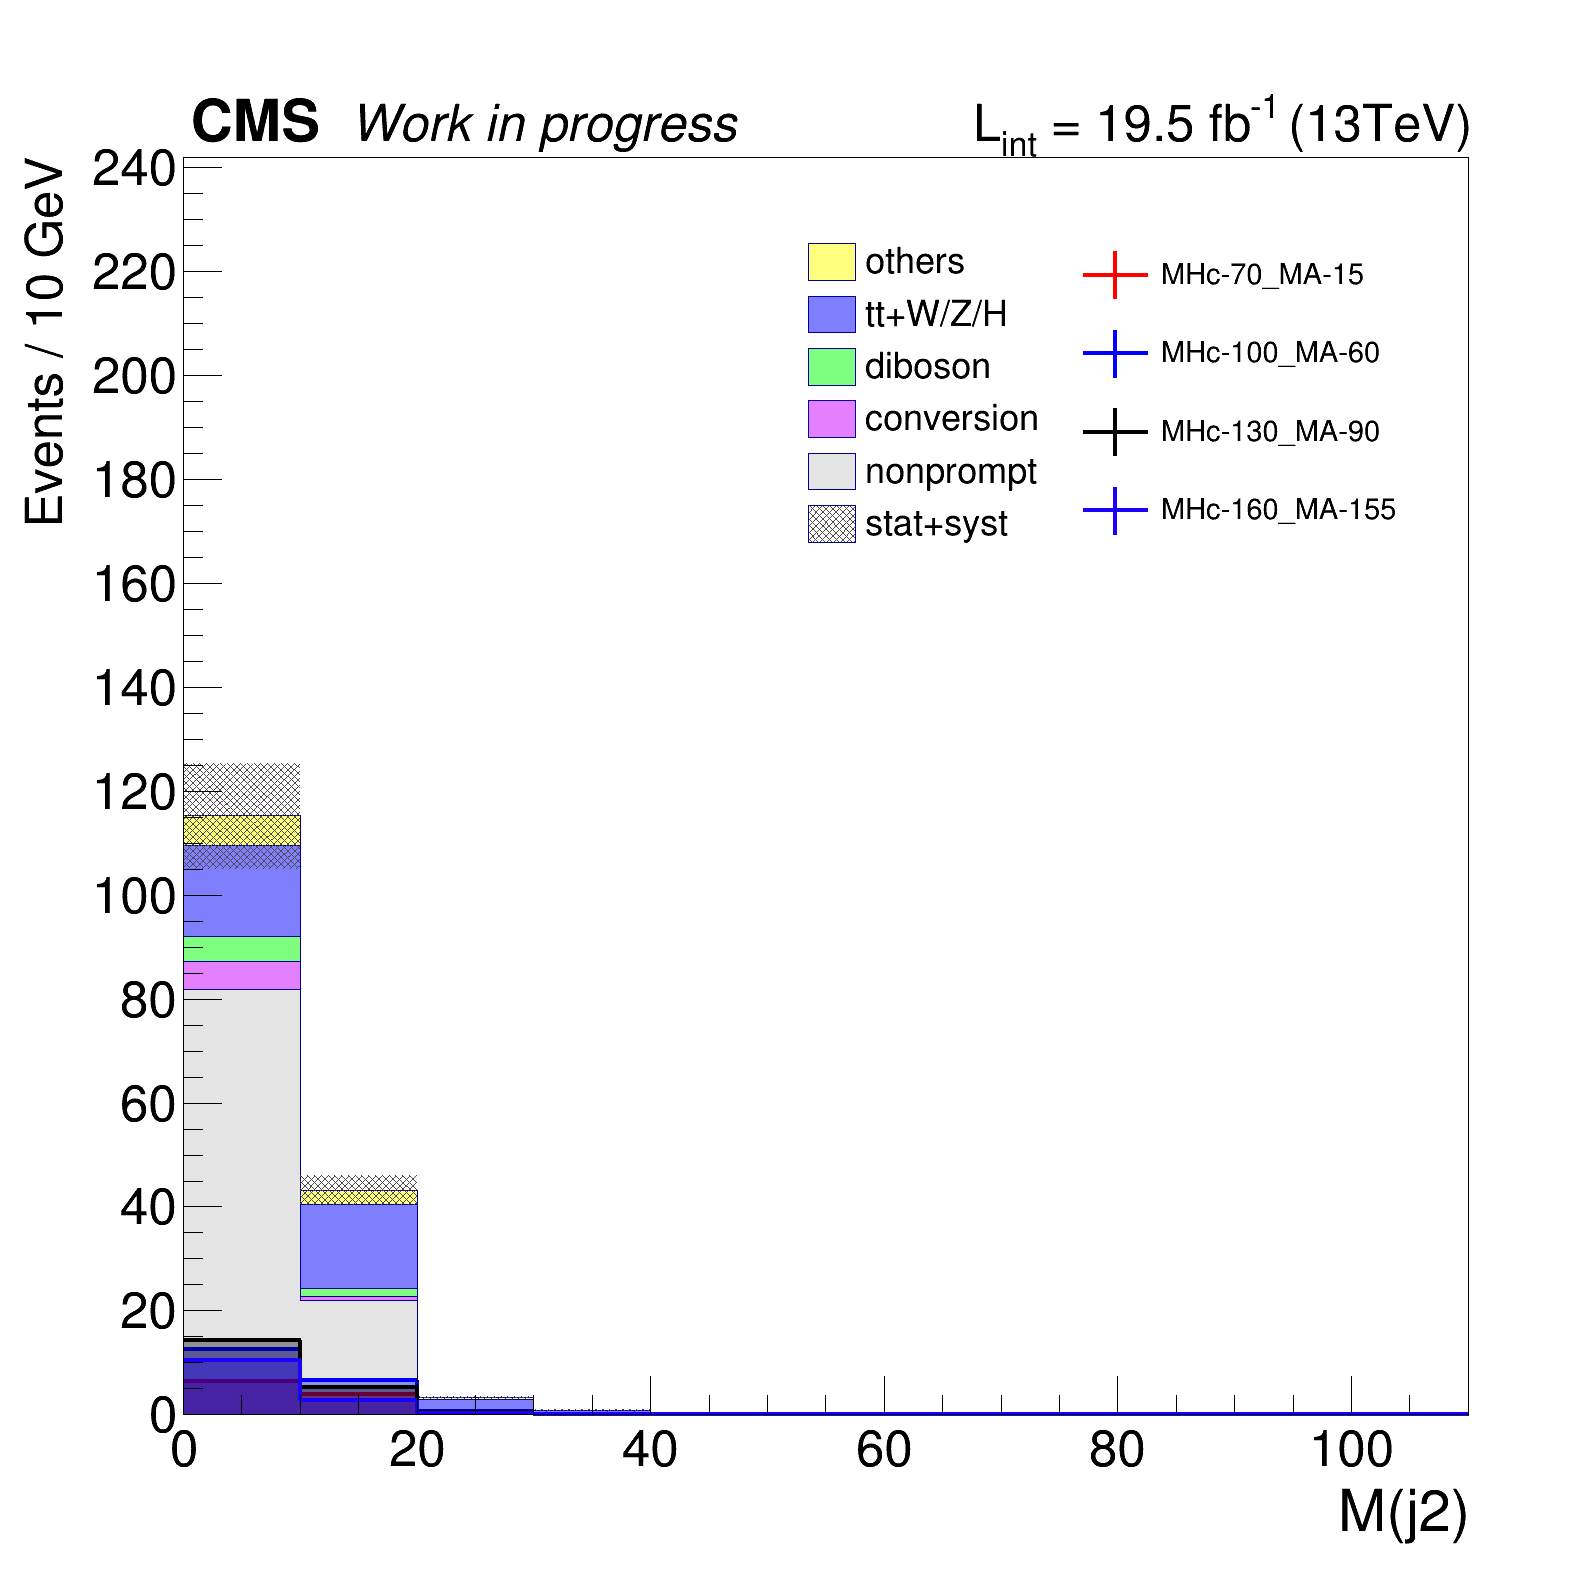 CMS Work in progress
L_int = 19.5 fb^-1 (13TeV)
Events / 10 GeV
240
220
200
180
160
140
120
100
80
60
40
20
0
others
tt+W/Z/H
diboson
conversion
nonprompt
stat+syst
MHc-70_MA-15
MHc-100_MA-60
MHc-130_MA-90
MHc-160_MA-155
0 20 40 60 80 100
M(j2)